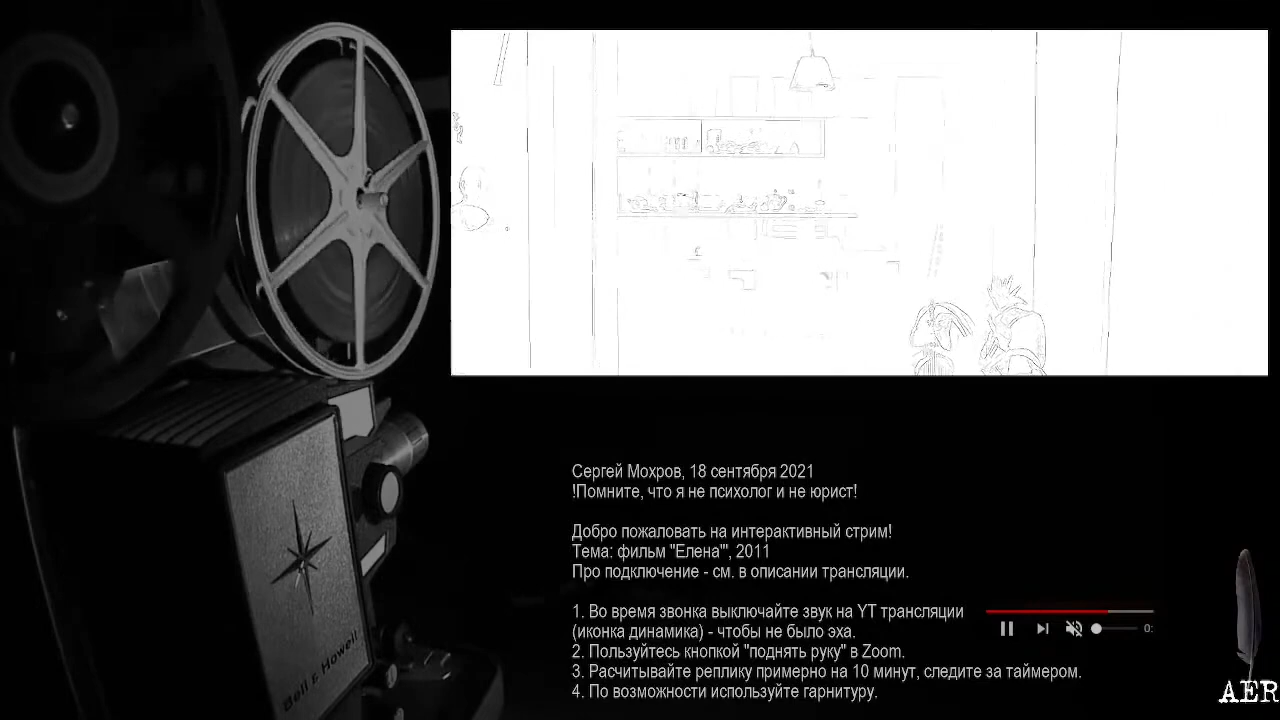 Bell & Howell
Сергей Мохров, 18 сентября 2021
!Помните, что я не психолог и не юрист!
Добро пожаловать на интерактивный стрим!
Тема: фильм "Елена"', 2011
Про подключение - см. в описании трансляции.
1. Во время звонка выключайте звук на YT трансляции
(иконка динамика) - чтобы не было эха.
2. Пользуйтесь кнопкой "поднять руку" в Zoom.
3. Расчитывайте реплику примерно на 10 минут, следите за таймером.
4. По возможности используйте гарнитуру.
0:
AER